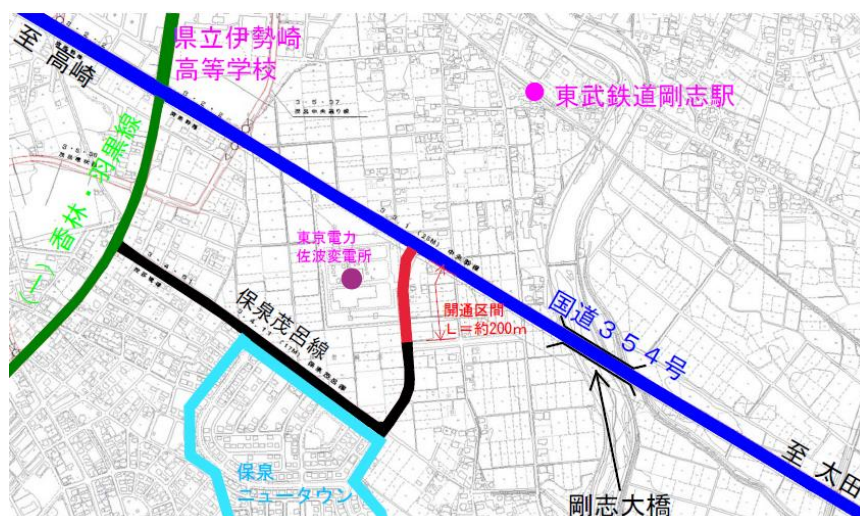 県立伊勢崎
高等学校
至 高崎
東武鉄道剛志駅
(一)香林・羽黒線
東京電力
佐波変電所
開通区間
L=約200m
保泉茂呂線
国道354号
保泉
ニュータウン
至 太田
剛志大橋